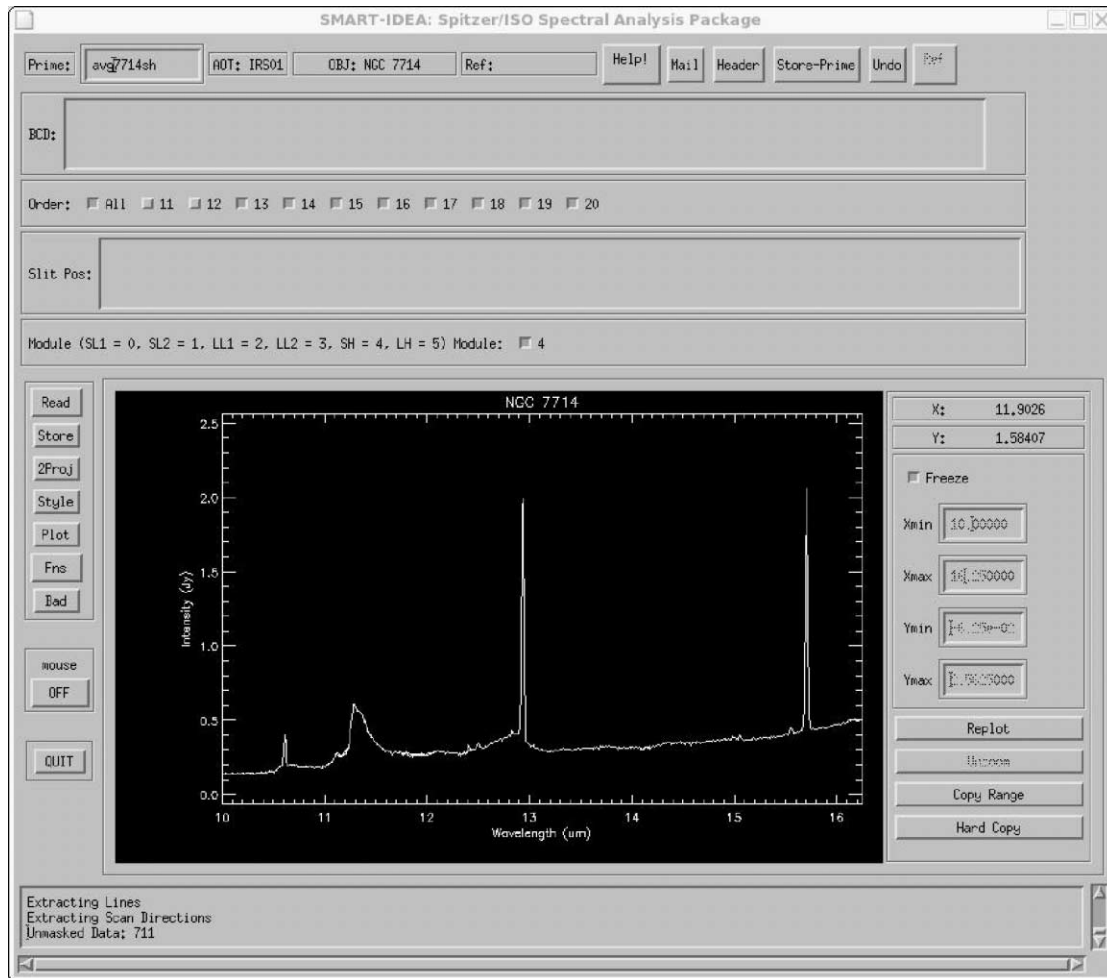 SMART-IDEA: Spitzer/ISO Spectral Analysis Package
Prime: avg7714sh AOT: IRS01 OBJ: NGC 7714 Ref: Help! Mail Header Store-Prime Undo Ref
BCD:
Order: All 11 12 13 14 15 16 17 18 19 20
Slit Pos:
Module (SL1 = 0, SL2 = 1, LL1 = 2, LL2 = 3, SH = 4, LH = 5) Module: 4
Read
Store
2Proj
Style
Plot
Fns
Bad
mouse
OFF
QUIT
NGC 7714
2.5
2.0
1.5
1.0
0.5
0.0
Intensity (Jy)
10 11 12 13 14 15 16
Wavelength (um)
X: 11.9026
Y: 1.58407
Freeze
Xmin 10.00000
Xmax 16.250000
Ymin
Ymax
Replot
Unzoom
Copy Range
Hard Copy
Extracting Lines
Extracting Scan Directions
Unmasked Data: 711